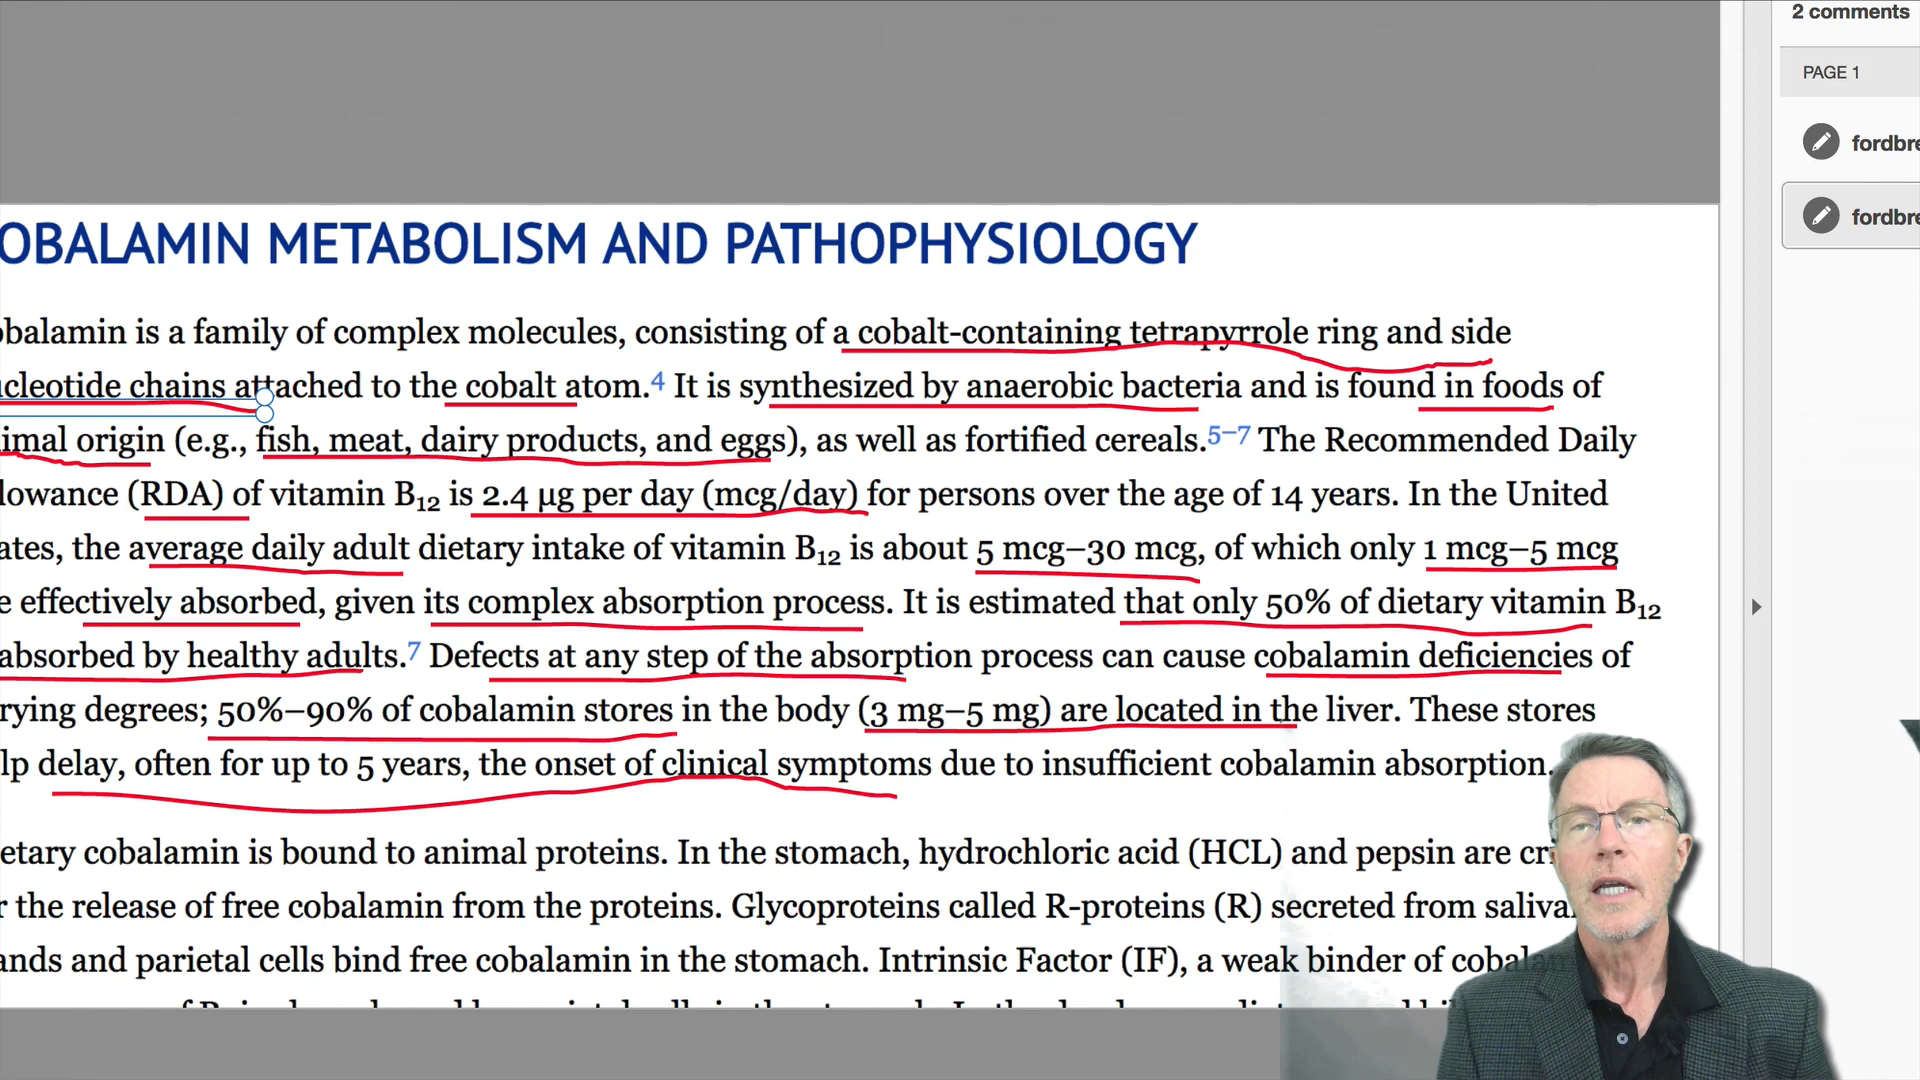 2 comments
PAGE 1
fordbre
fordbre
OBALAMIN METABOLISM AND PATHOPHYSIOLOGY
obalamin is a family of complex molecules, consisting of a cobalt-containing tetrapyrrole ring and side
ucleotide chains attached to the cobalt atom.4 It is synthesized by anaerobic bacteria and is found in foods of
imal origin (e.g., fish, meat, dairy products, and eggs), as well as fortified cereals.5–7 The Recommended Daily
lowance (RDA) of vitamin B12 is 2.4 μg per day (mcg/day) for persons over the age of 14 years. In the United
ates, the average daily adult dietary intake of vitamin B12 is about 5 mcg–30 mcg, of which only 1 mcg–5 mcg
e effectively absorbed, given its complex absorption process. It is estimated that only 50% of dietary vitamin B12
absorbed by healthy adults.7 Defects at any step of the absorption process can cause cobalamin deficiencies of
rying degrees; 50%–90% of cobalamin stores in the body (3 mg–5 mg) are located in the liver. These stores
lp delay, often for up to 5 years, the onset of clinical symptoms due to insufficient cobalamin absorption.
etary cobalamin is bound to animal proteins. In the stomach, hydrochloric acid (HCL) and pepsin are cri
r the release of free cobalamin from the proteins. Glycoproteins called R-proteins (R) secreted from saliva
ands and parietal cells bind free cobalamin in the stomach. Intrinsic Factor (IF), a weak binder of cobala